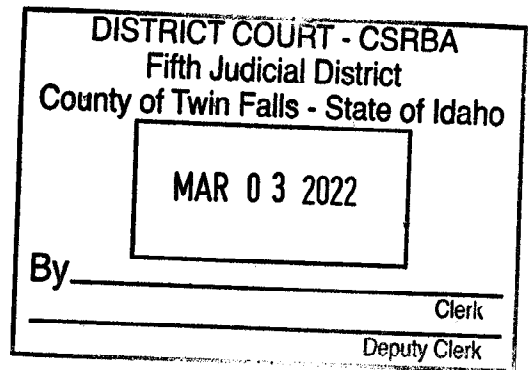 DISTRICT COURT - CSRBA
Fifth Judicial District
County of Twin Falls - State of Idaho
MAR 03 2022
By
Clerk
Deputy Clerk